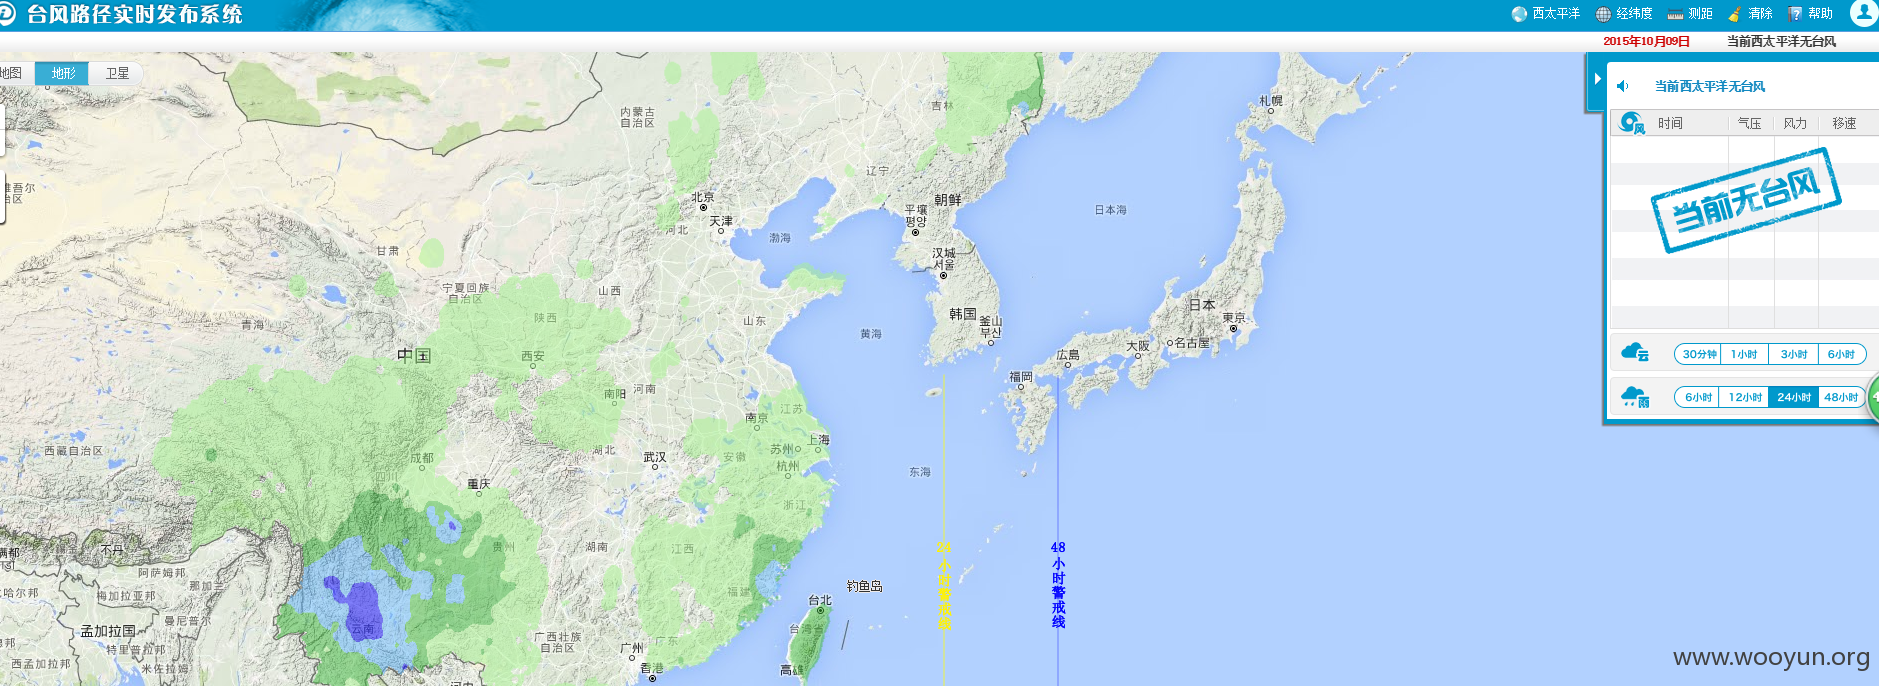 台风路径实时发布系统
西太平洋 经纬度 测距 清除 帮助
2015年10月09日 当前西太平洋无台风
地图 地形 卫星
当前西太平洋无台风
风 时间 气压 风力 移速
当前无台风
云 30分钟 1小时 3小时 6小时
雨 6小时 12小时 24小时 48小时
札幌
内蒙古
自治区
吉林
维吾尔
治区
辽宁
北京
朝鲜
平壤
평양
天津
河北
日本海
渤海
甘肃
汉城
서울
宁夏回族
自治区
山西
日本
陕西
山东
韩国
釜山
부산
東京
青海
黄海
大阪
名古屋
中国
西安
広島
福岡
南阳
河南
江苏
南京
上海
西藏自治区
湖北
苏州
安徽
武汉
杭州
成都
四川
东海
重庆
浙江
贵州
湖南
江西
不丹
24小时警戒线
48小时警戒线
阿萨姆邦
那加兰
哈尔邦
梅加拉亚邦
钓鱼岛
福建
台北
曼尼普尔
孟加拉国
云南
台湾省
广西壮族
自治区
广东
特里普拉邦
广州
西孟加拉邦
米佐拉姆
香港
高雄
河内
www.wooyun.org